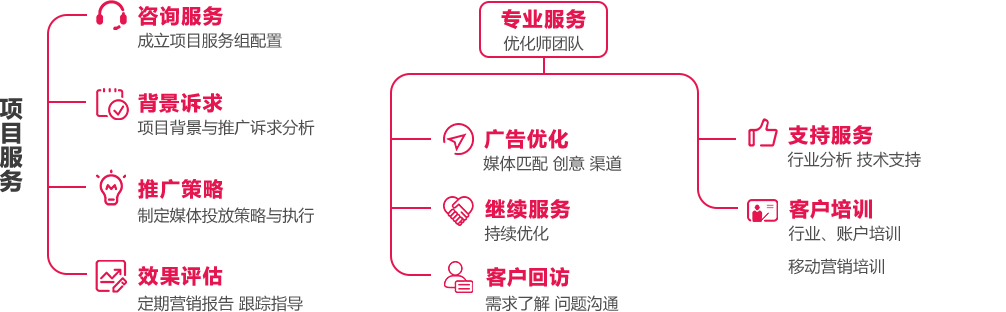 项目服务
咨询服务
成立项目服务组配置
背景诉求
项目背景与推广诉求分析
推广策略
制定媒体投放策略与执行
效果评估
定期营销报告 跟踪指导
专业服务
优化师团队
广告优化
媒体匹配 创意 渠道
继续服务
持续优化
客户回访
需求了解 问题沟通
支持服务
行业分析 技术支持
客户培训
行业、账户培训
移动营销培训